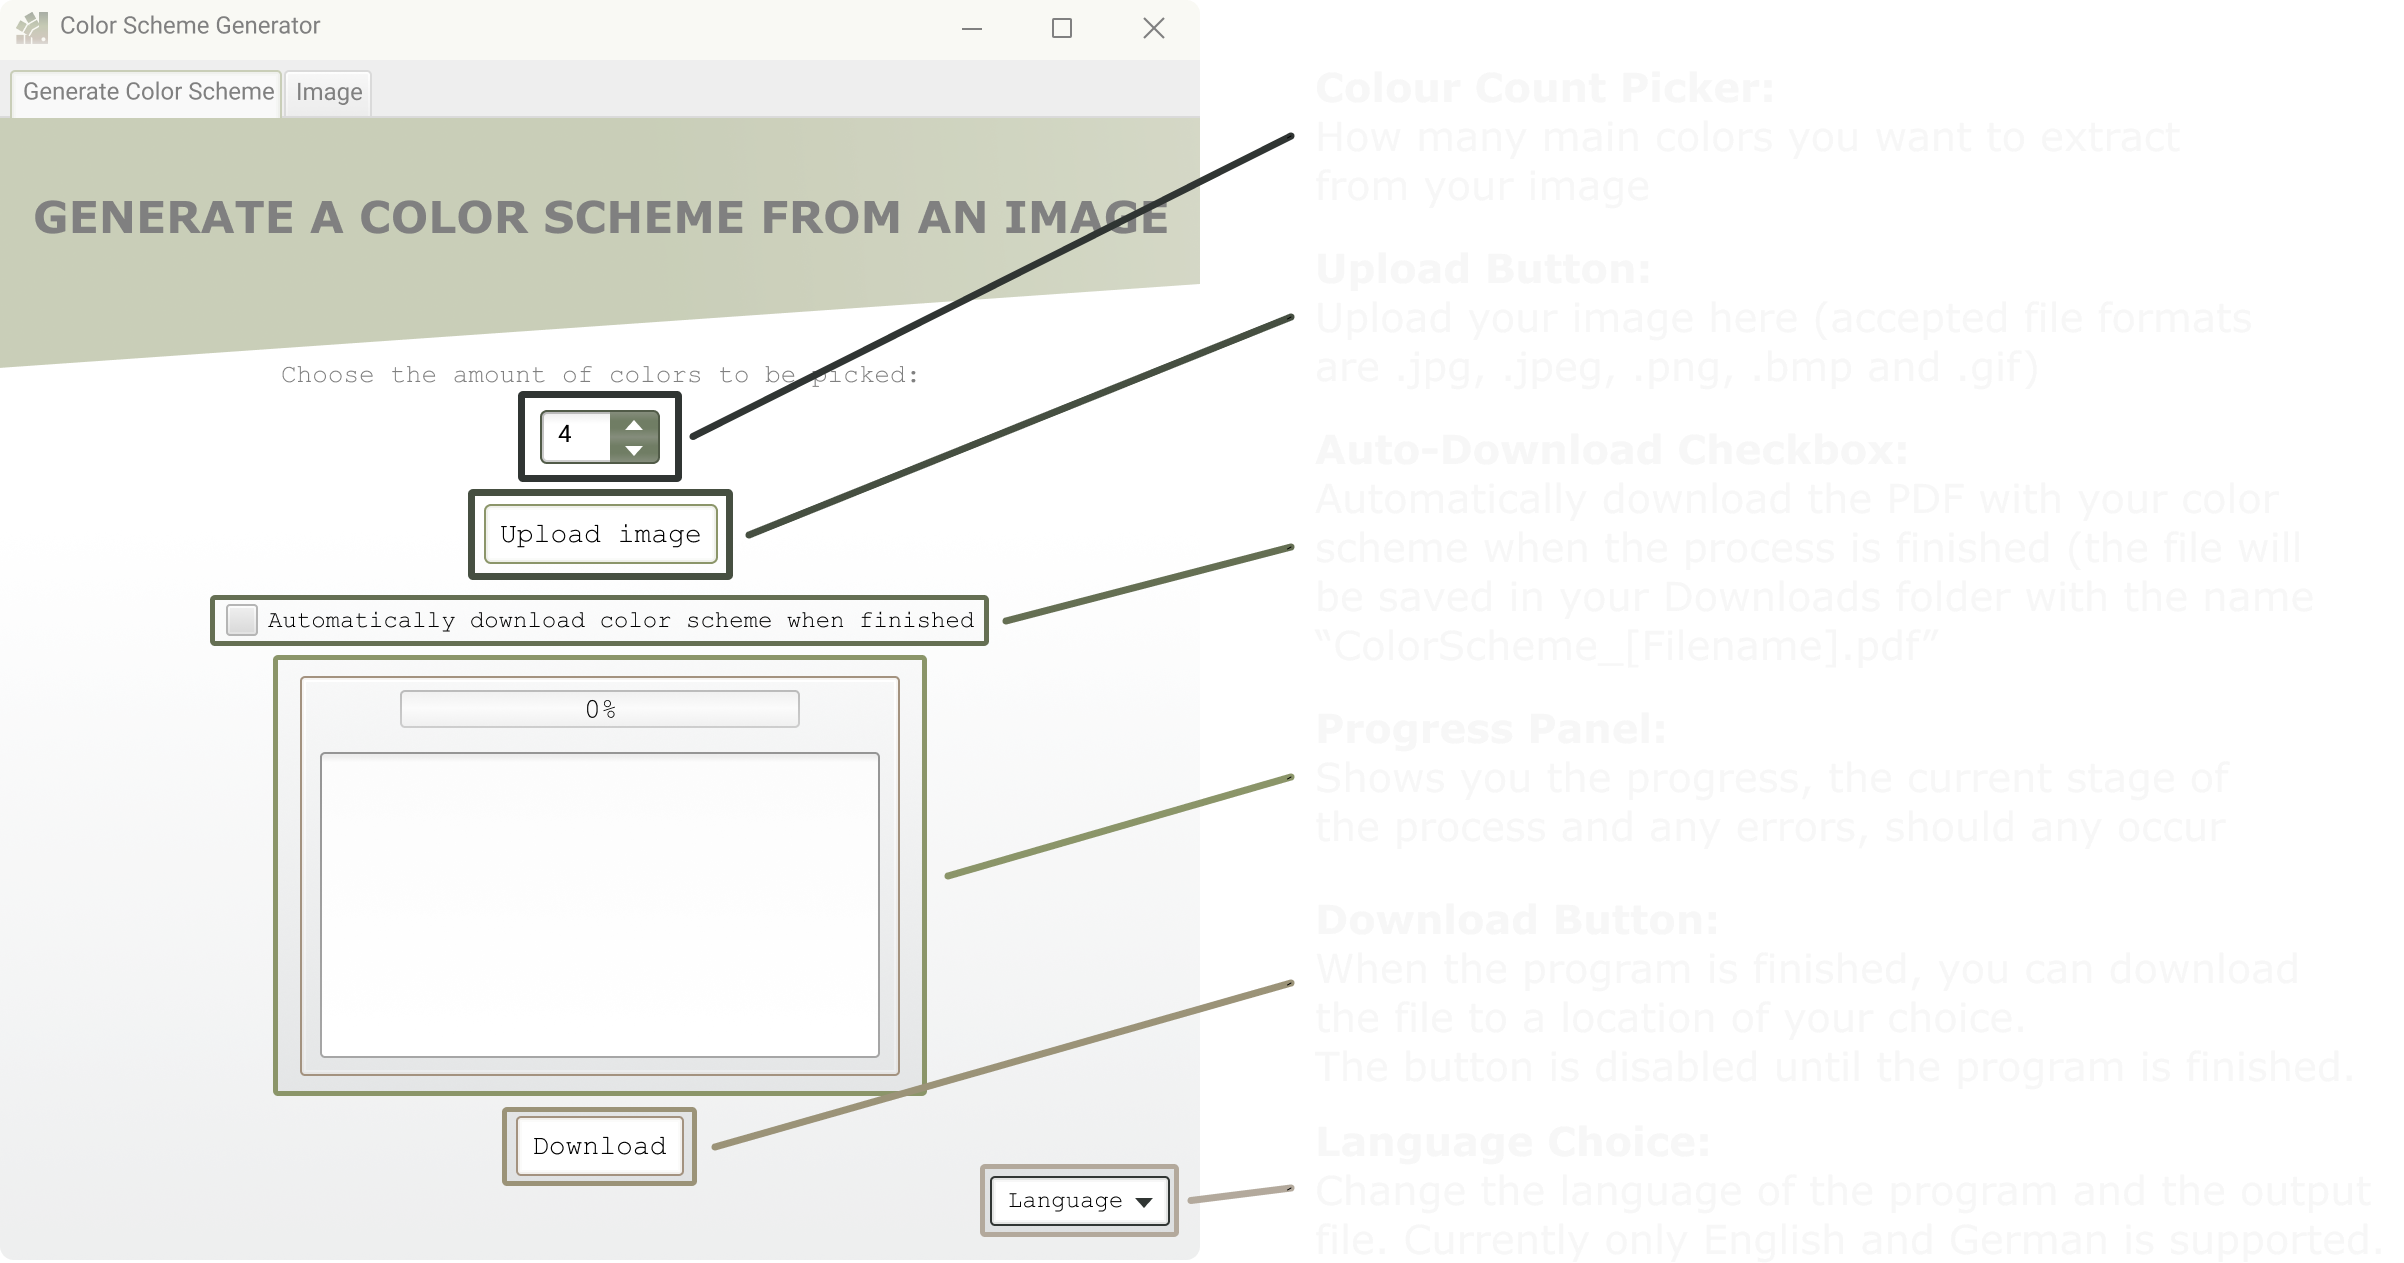 Color Scheme Generator
Generate Color Scheme
Image
GENERATE A COLOR SCHEME FROM AN IMAGE
Choose the amount of colors to be picked:
4
Upload image
Automatically download color scheme when finished
0%
Download
Language
Colour Count Picker:
How many main colors you want to extract
from your image
Upload Button:
Upload your image here (accepted file formats
are .jpg, .jpeg, .png, .bmp and .gif)
Auto-Download Checkbox:
Automatically download the PDF with your color
scheme when the process is finished (the file will
be saved in your Downloads folder with the name
“ColorScheme_[Filename].pdf”
Progress Panel:
Shows you the progress, the current stage of
the process and any errors, should any occur
Download Button:
When the program is finished, you can download
the file to a location of your choice.
The button is disabled until the program is finished.
Language Choice:
Change the language of the program and the output
file. Currently only English and German is supported.